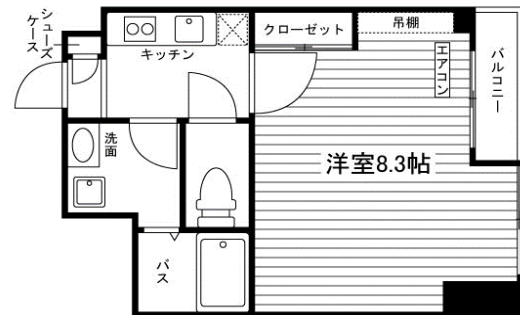 シューズ
ケース
キッチン
クローゼット
吊棚
エアコン
バルコニー
洗面
洋室8.3帖
バス